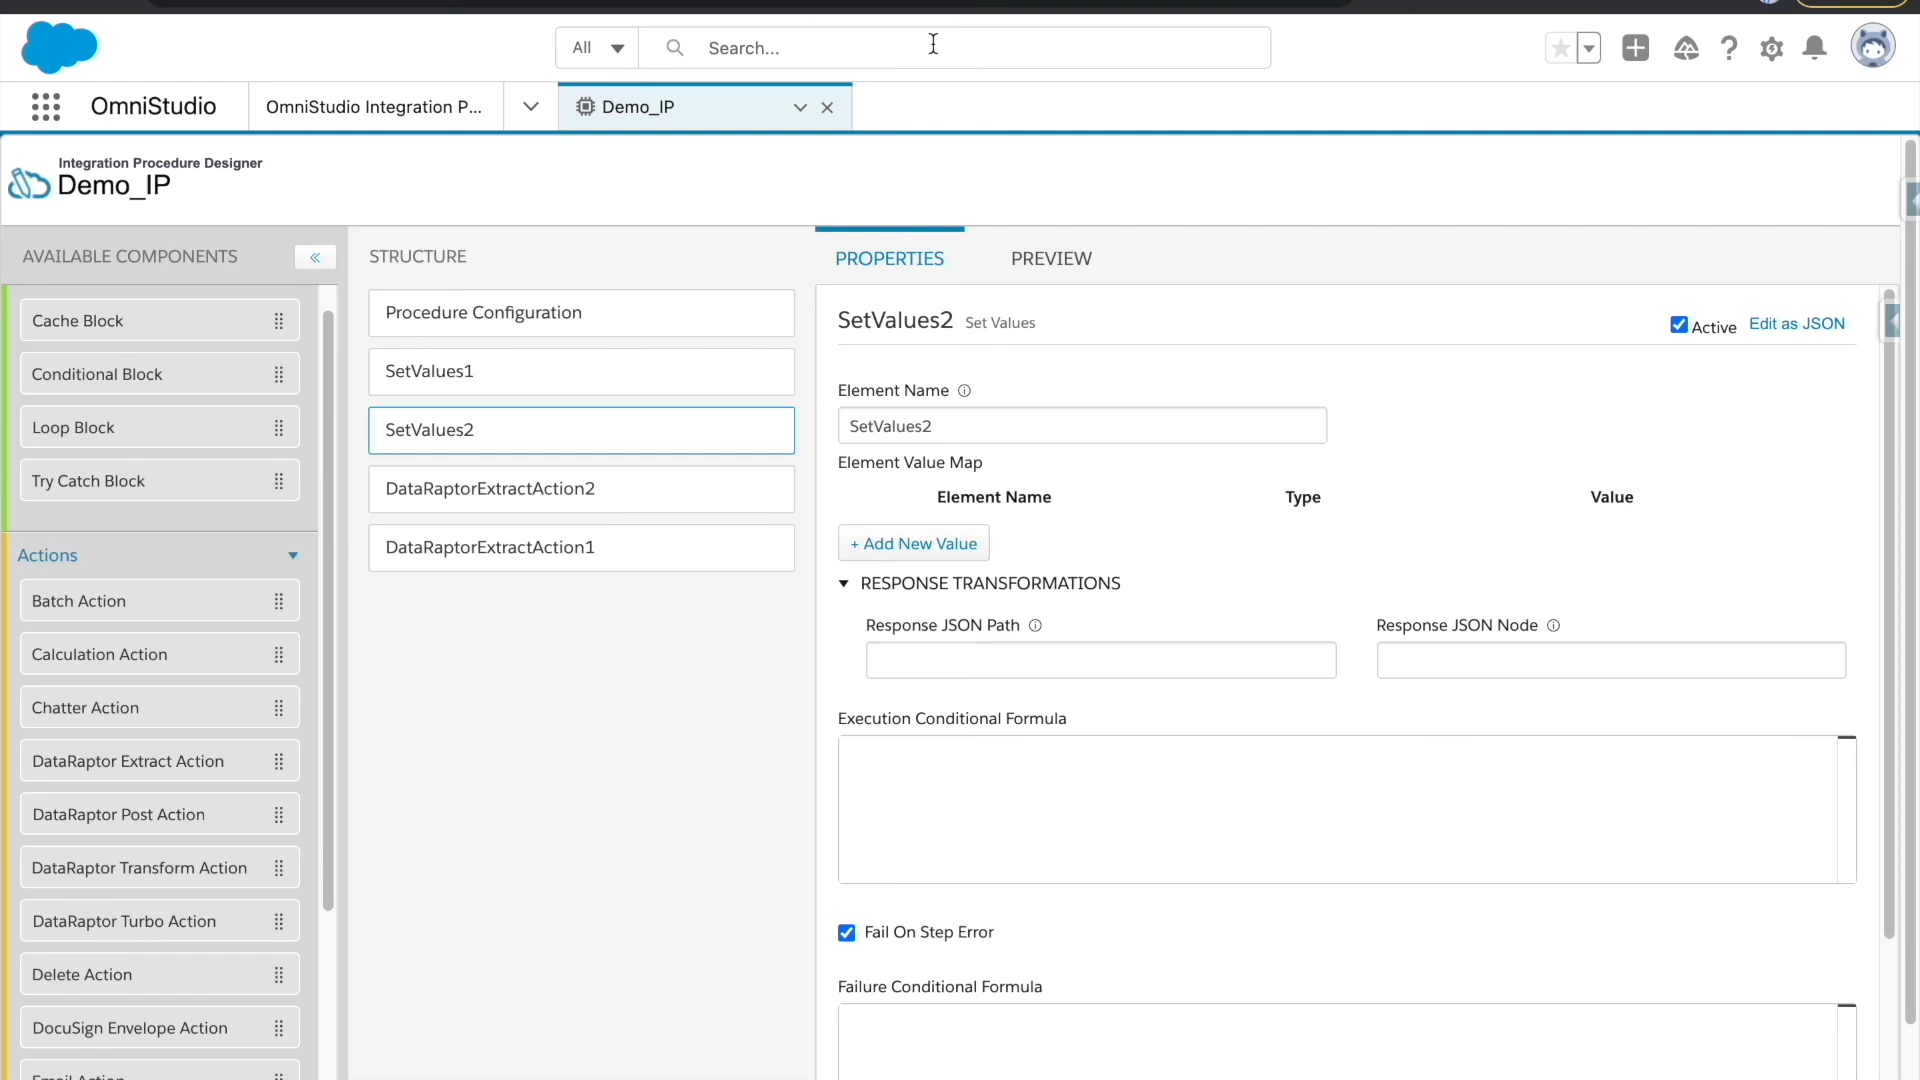 All
Search...
OmniStudio
OmniStudio Integration P...
Demo_IP
Integration Procedure Designer
Demo_IP
AVAILABLE COMPONENTS
Cache Block
Conditional Block
Loop Block
Try Catch Block
Actions
Batch Action
Calculation Action
Chatter Action
DataRaptor Extract Action
DataRaptor Post Action
DataRaptor Transform Action
DataRaptor Turbo Action
Delete Action
DocuSign Envelope Action
Email Action
STRUCTURE
Procedure Configuration
SetValues1
SetValues2
DataRaptorExtractAction2
DataRaptorExtractAction1
PROPERTIES
PREVIEW
SetValues2 Set Values
Active Edit as JSON
Element Name
SetValues2
Element Value Map
Element Name Type Value
+ Add New Value
RESPONSE TRANSFORMATIONS
Response JSON Path
Response JSON Node
Execution Conditional Formula
Fail On Step Error
Failure Conditional Formula